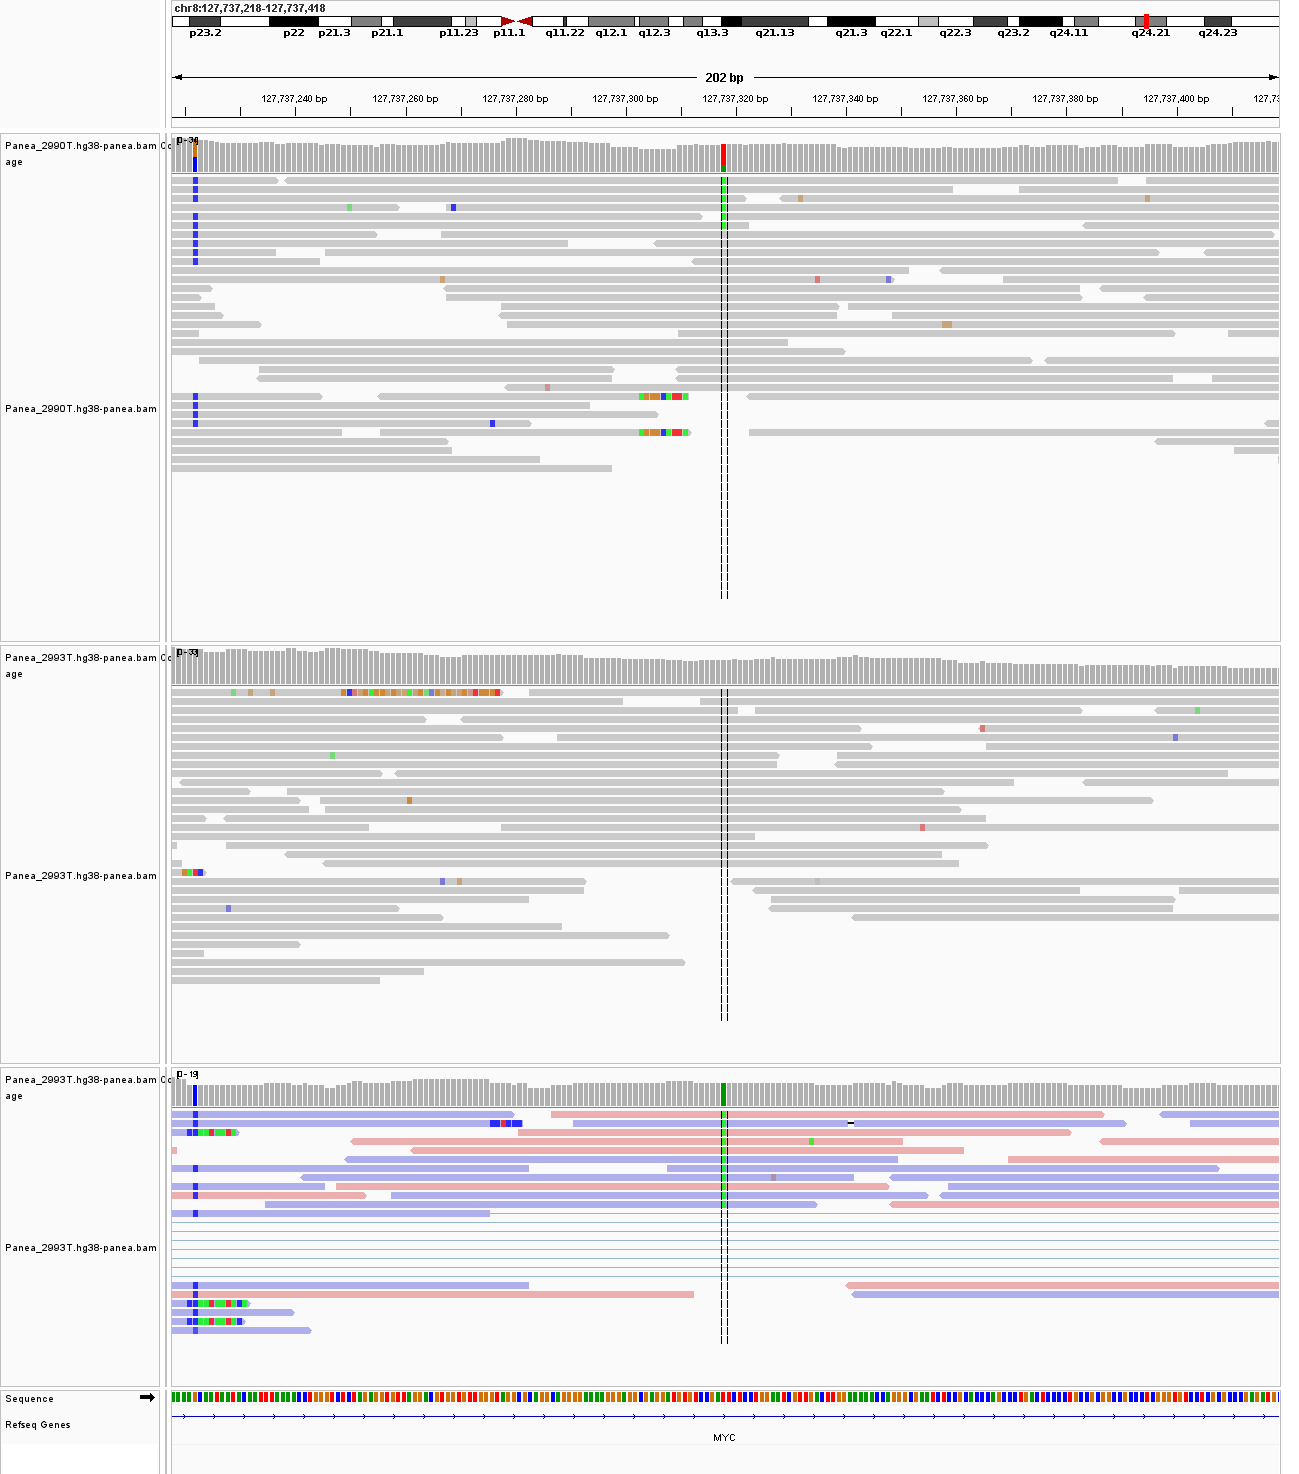 chr8:127,737,218-127,737,418
p23.2 p22 p21.3 p21.1 p11.23 p11.1 q11.22 q12.1 q12.3 q13.3 q21.13 q21.3 q22.1 q22.3 q23.2 q24.11 q24.21 q24.23
202 bp
127,737,240 bp 127,737,260 bp 127,737,280 bp 127,737,300 bp 127,737,320 bp 127,737,340 bp 127,737,360 bp 127,737,380 bp 127,737,400 bp 127,73
Panea_2990T.hg38-panea.bam Co
age
Panea_2990T.hg38-panea.bam
Panea_2993T.hg38-panea.bam Co
age
[0-33]
Panea_2993T.hg38-panea.bam
Panea_2993T.hg38-panea.bam Co
age
[0-19]
Panea_2993T.hg38-panea.bam
Sequence
Refseq Genes
MYC